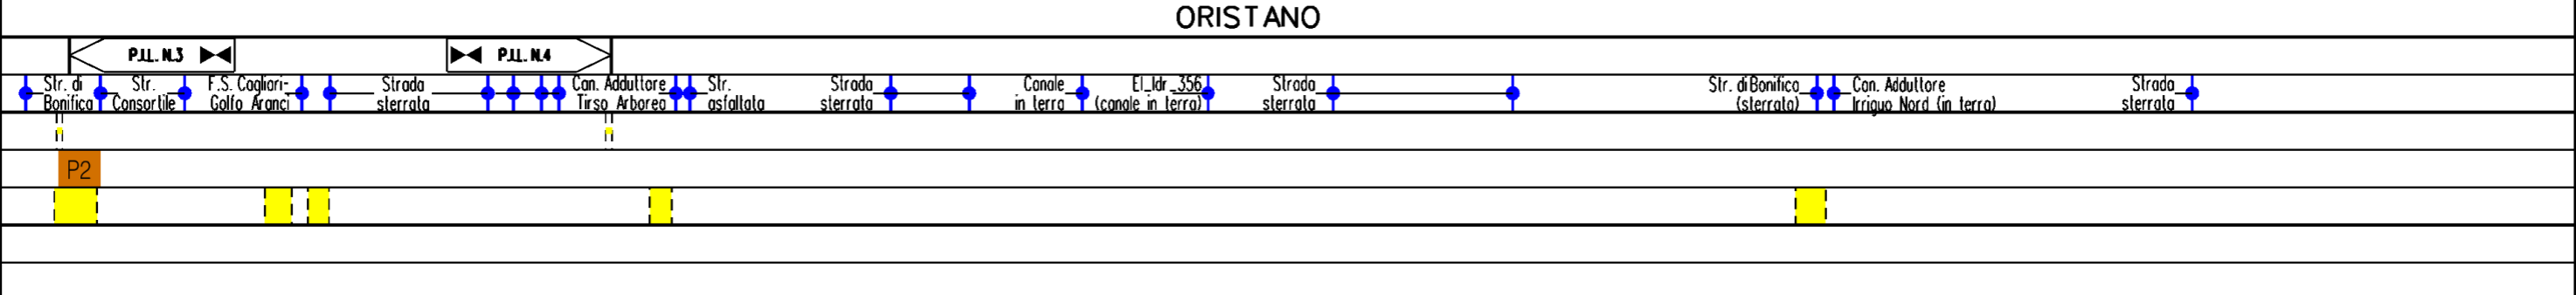 ORISTANO
P.I.L. N.3
P.I.L. N.4
Str. di
Bonifica
Str.
Consortile
F.S. Cagliari-
Golfo Aranci
Strada
sterrata
Can. Adduttore
Tirso Arborea
Str.
asfaltata
Strada
sterrata
Canale
in terra
El_Idr_356
(canale in terra)
Strada
sterrata
Str. di Bonifica
(sterrata)
Can. Adduttore
Irriguo Nord (in terra)
Strada
sterrata
P2